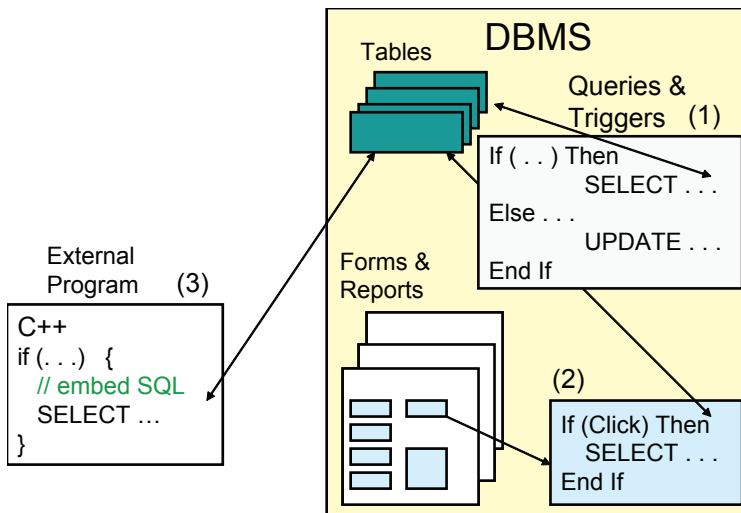 DBMS
Tables
Queries &
Triggers (1)
If ( . . ) Then
SELECT . . .
Else . . .
UPDATE . . .
End If
External
Program (3)
C++
if (. . .) {
// embed SQL
SELECT …
}
Forms &
Reports
(2)
If (Click) Then
SELECT . . .
End If